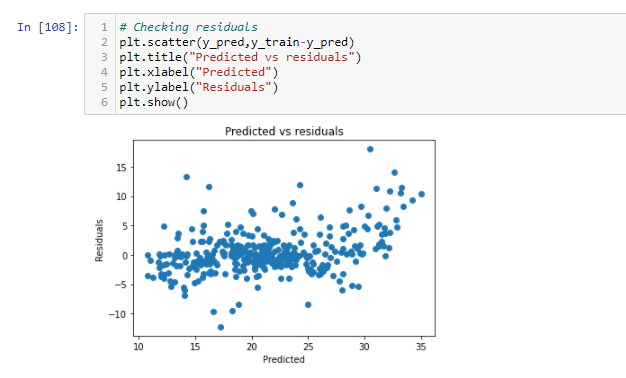 In [108]:
1 # Checking residuals
2 plt.scatter(y_pred,y_train-y_pred)
3 plt.title("Predicted vs residuals")
4 plt.xlabel("Predicted")
5 plt.ylabel("Residuals")
6 plt.show()
Predicted vs residuals
15
10
5
0
−5
−10
Residuals
10 15 20 25 30 35
Predicted